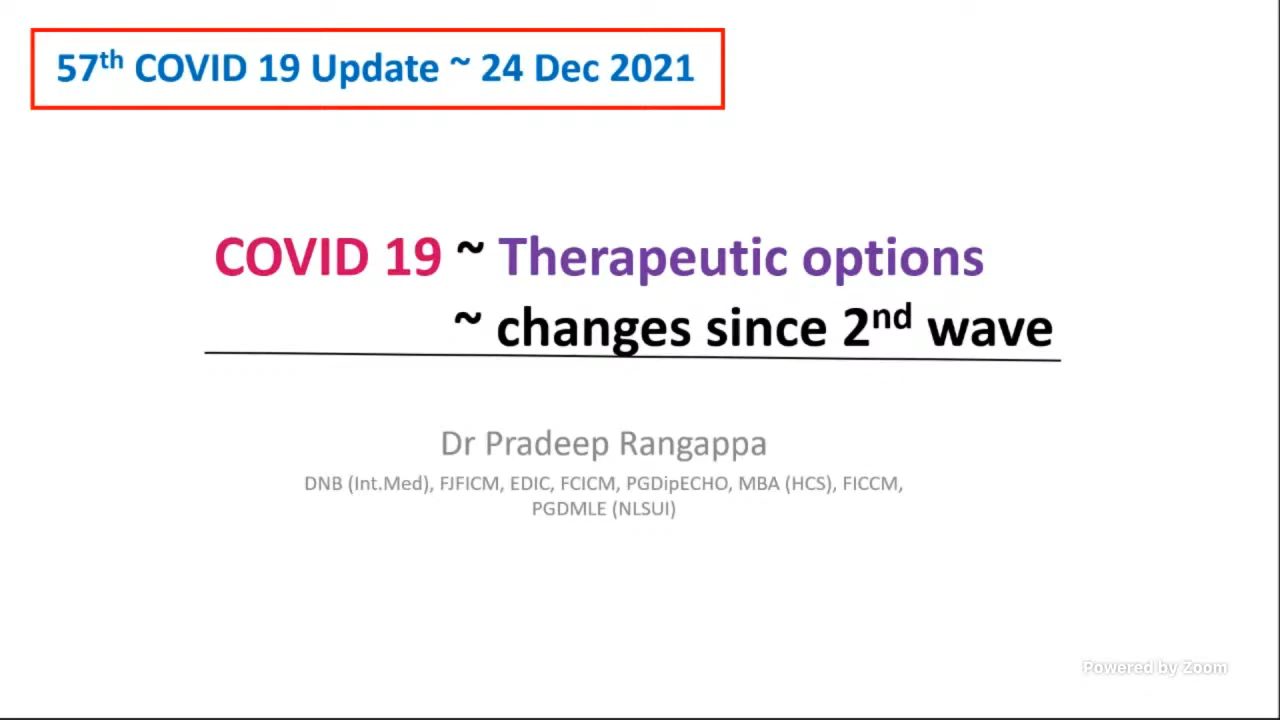 57th COVID 19 Update ~ 24 Dec 2021
COVID 19 ~ Therapeutic options
~ changes since 2nd wave
Dr Pradeep Rangappa
DNB (Int.Med), FJFICM, EDIC, FCICM, PGDipECHO, MBA (HCS), FICCM,
PGDMLE (NLSUI)
Powered by Zoom